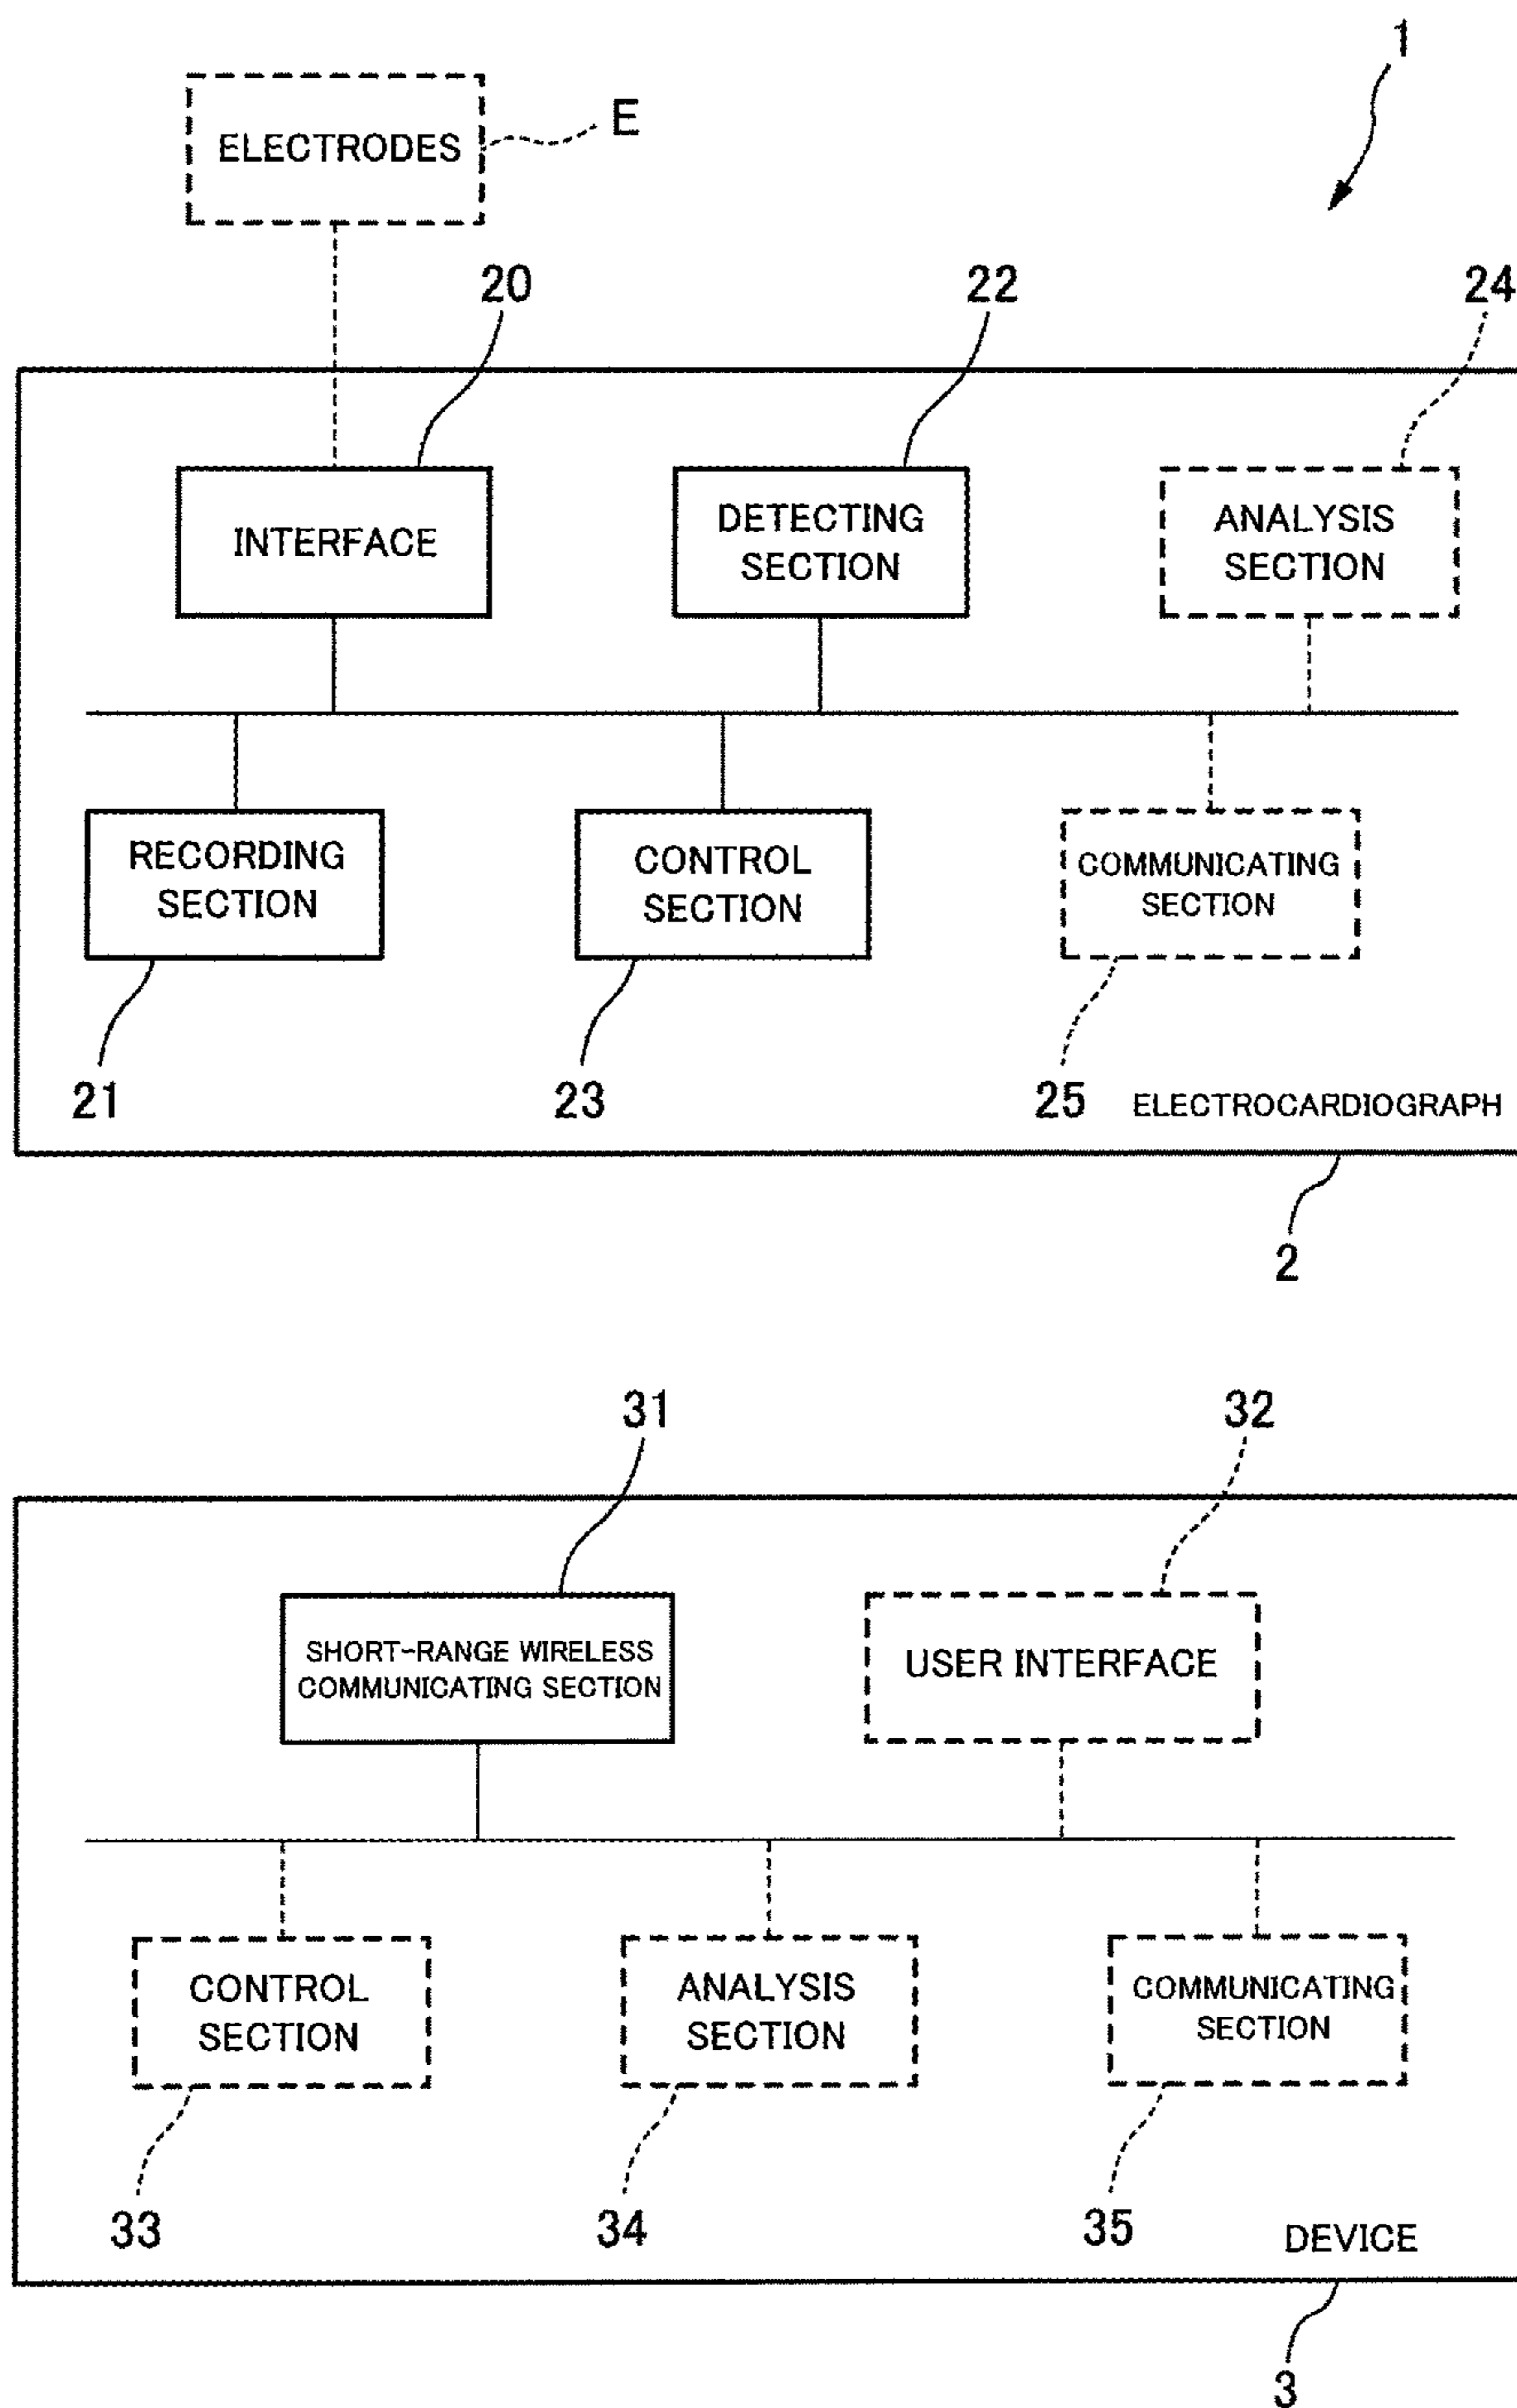 1
ELECTRODES
E
20
22
24
INTERFACE
DETECTING
SECTION
ANALYSIS
SECTION
RECORDING
SECTION
CONTROL
SECTION
COMMUNICATING
SECTION
21
23
25
ELECTROCARDIOGRAPH
2
31
32
SHORT-RANGE WIRELESS
COMMUNICATING SECTION
USER INTERFACE
CONTROL
SECTION
ANALYSIS
SECTION
COMMUNICATING
SECTION
33
34
35
DEVICE
3